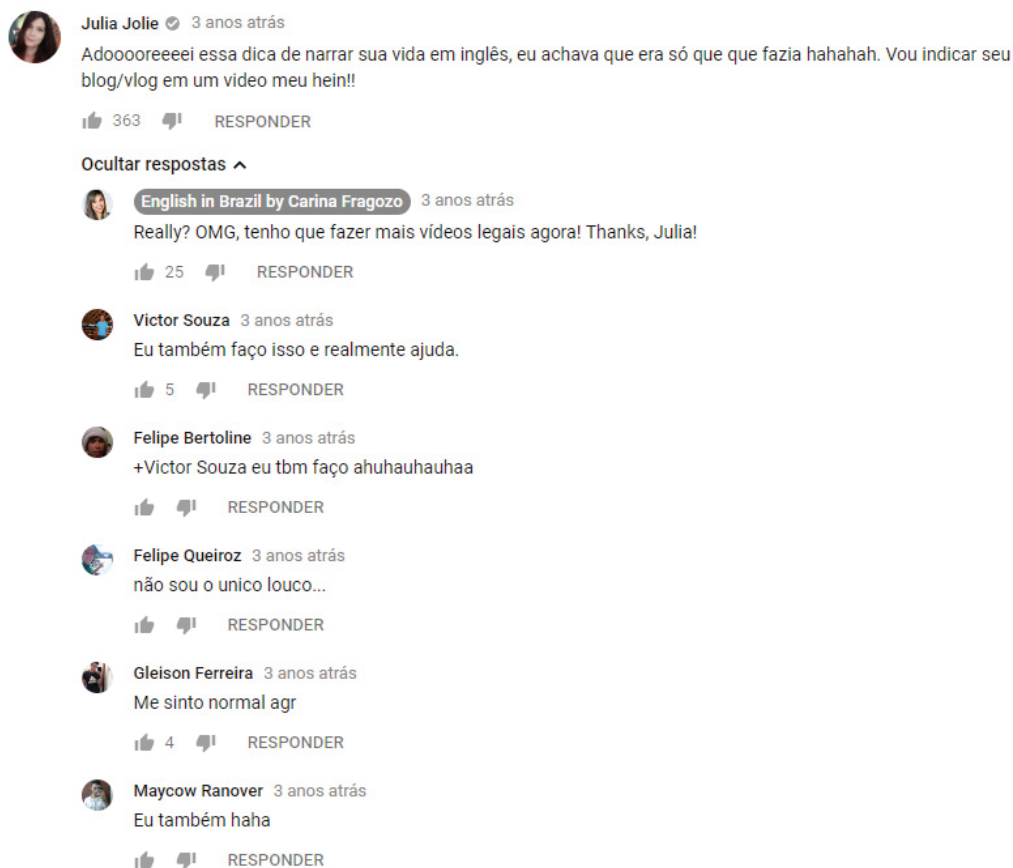 Julia Jolie 3 anos atrás
Adoooooreeeei essa dica de narrar sua vida em inglês, eu achava que era só que que fazia hahahah. Vou indicar seu
blog/vlog em um video meu hein!!
363 RESPONDER
Ocultar respostas
English in Brazil by Carina Fragozo 3 anos atrás
Really? OMG, tenho que fazer mais vídeos legais agora! Thanks, Julia!
25 RESPONDER
Victor Souza 3 anos atrás
Eu também faço isso e realmente ajuda.
5 RESPONDER
Felipe Bertoline 3 anos atrás
+Victor Souza eu tbm faço ahuhauhauhaa
RESPONDER
Felipe Queiroz 3 anos atrás
não sou o unico louco...
RESPONDER
Gleison Ferreira 3 anos atrás
Me sinto normal agr
4 RESPONDER
Maycow Ranover 3 anos atrás
Eu também haha
RESPONDER